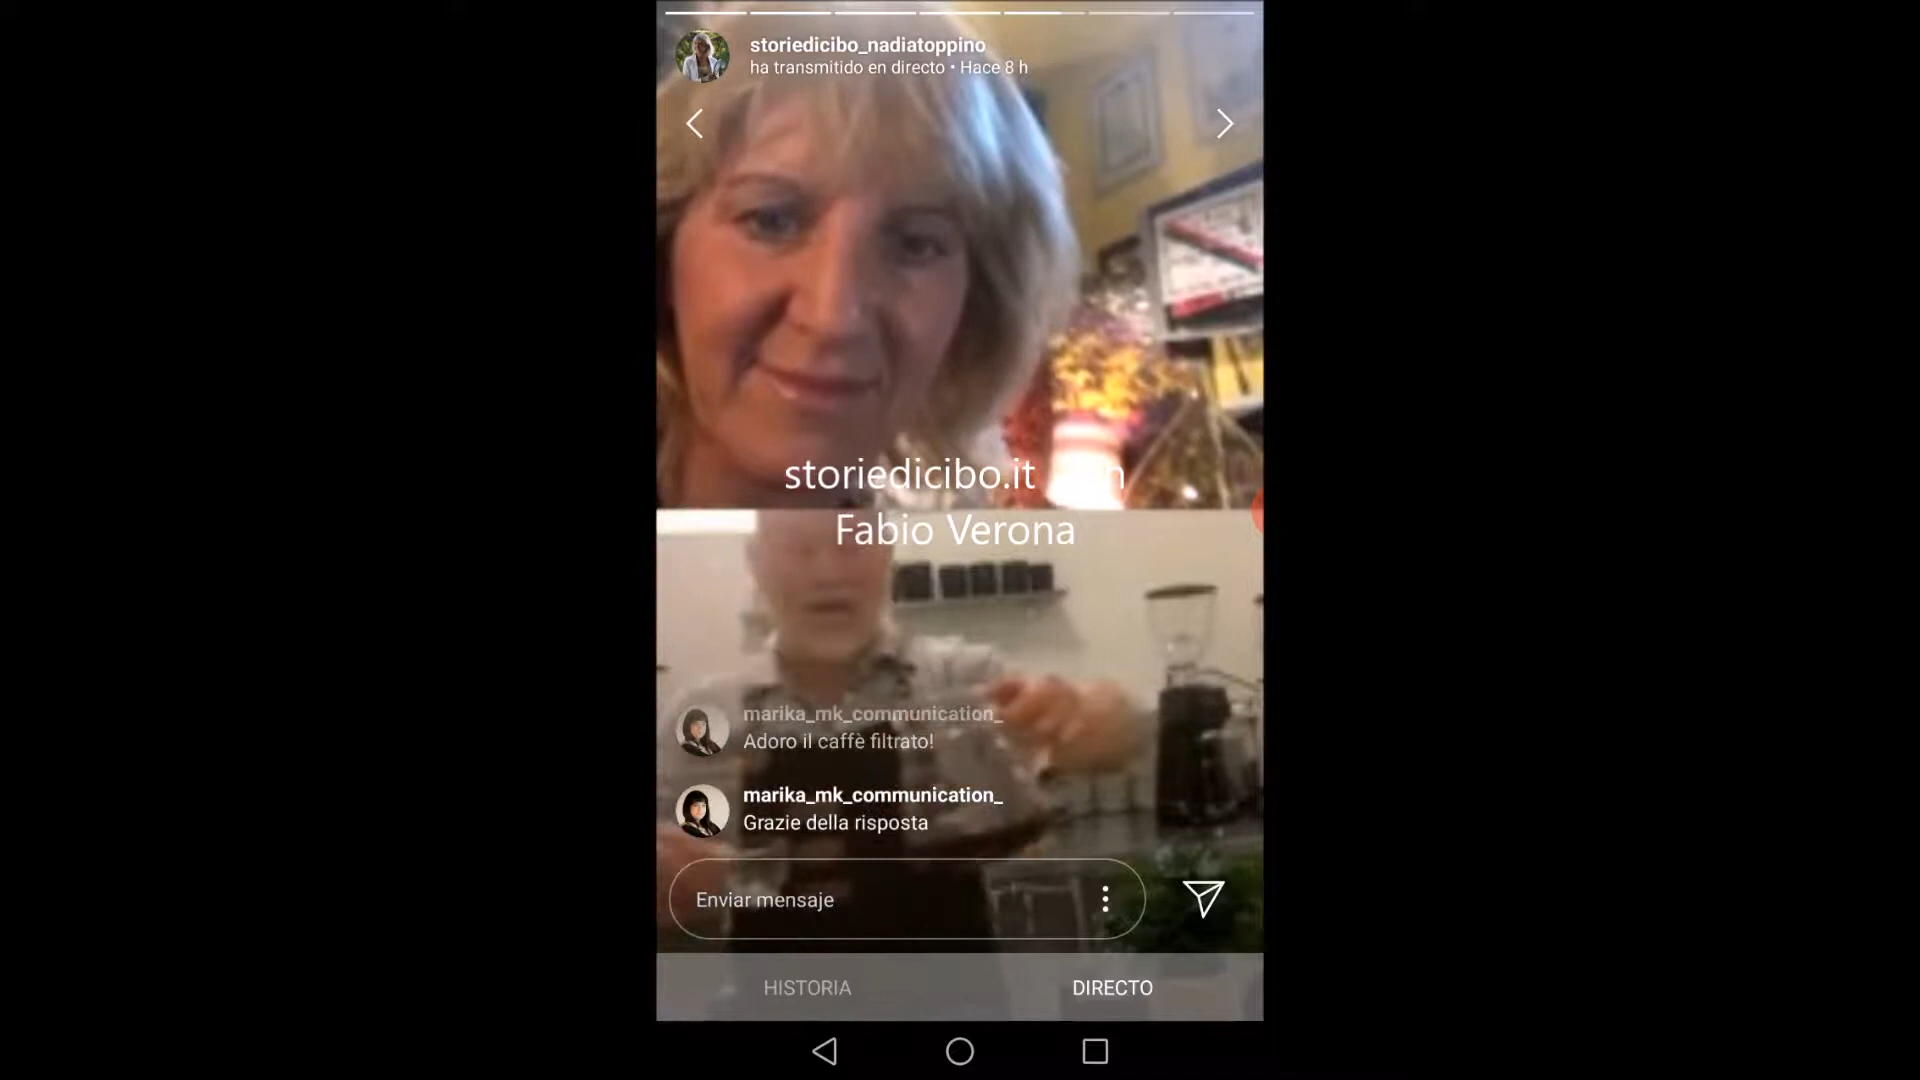 storiedicibo_nadiatoppino
ha transmitido en directo • Hace 8 h
storiedicibo.it
Fabio Verona
marika_mk_communication_
Adoro il caffè filtrato!
marika_mk_communication_
Grazie della risposta
Enviar mensaje
HISTORIA
DIRECTO